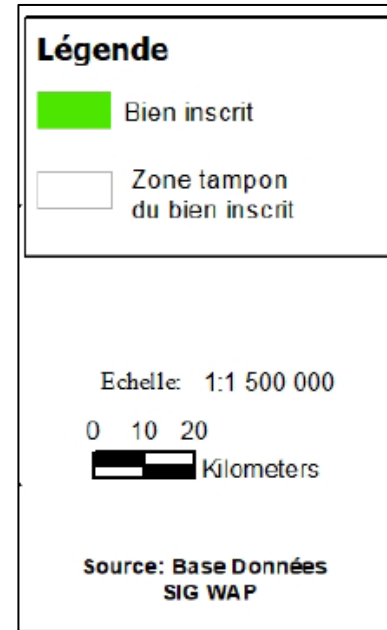 Légende
Bien inscrit
Zone tampon
du bien inscrit
Echelle: 1:1 500 000
0 10 20
Kilometers
Source: Base Données
SIG WAP